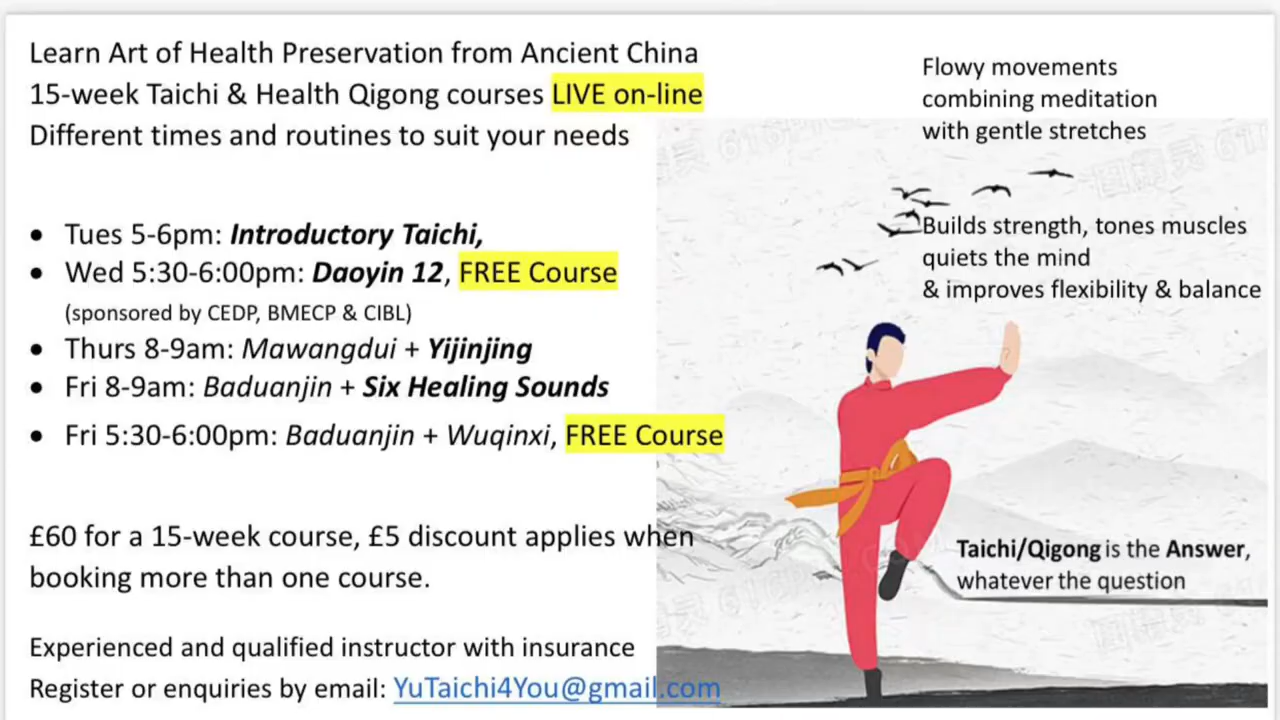 Learn Art of Health Preservation from Ancient China
15-week Taichi & Health Qigong courses LIVE on-line
Different times and routines to suit your needs
• Tues 5-6pm: Introductory Taichi,
• Wed 5:30-6:00pm: Daoyin 12, FREE Course
(sponsored by CEDP, BMECP & CIBL)
• Thurs 8-9am: Mawangdui + Yijinjing
• Fri 8-9am: Baduanjin + Six Healing Sounds
• Fri 5:30-6:00pm: Baduanjin + Wuqinxi, FREE Course
£60 for a 15-week course, £5 discount applies when
booking more than one course.
Experienced and qualified instructor with insurance
Register or enquiries by email: YuTaichi4You@gmail.com
Flowy movements
combining meditation
with gentle stretches
Builds strength, tones muscles
quiets the mind
& improves flexibility & balance
Taichi/Qigong is the Answer,
whatever the question